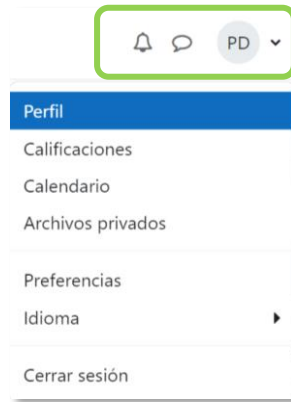 PD
Perfil
Calificaciones
Calendario
Archivos privados
Preferencias
Idioma
Cerrar sesión